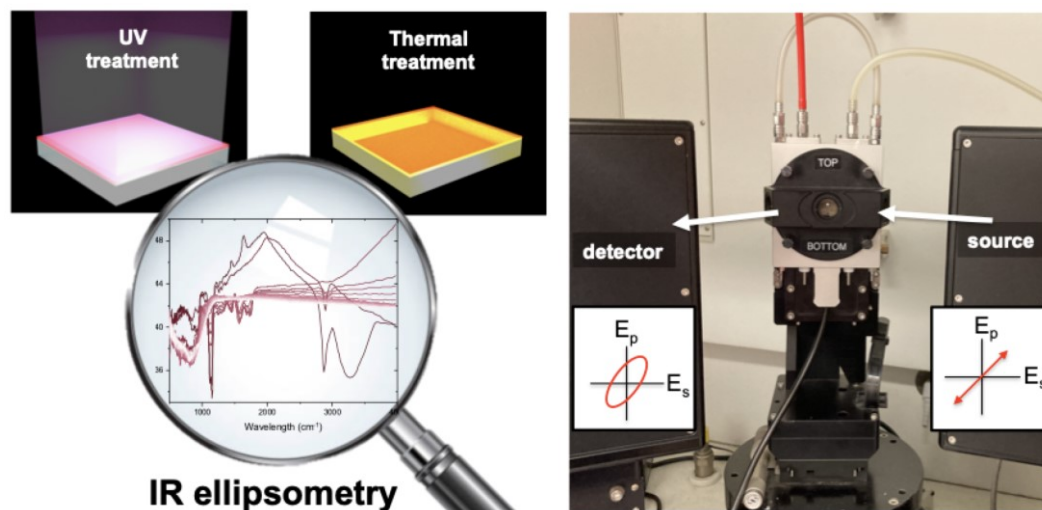 UV
treatment
Thermal
treatment
48
44
40
36
1000
2000
3000
Wavelength (cm⁻¹)
IR ellipsometry
TOP
BOTTOM
detector
source
Eₚ
Eₛ
Eₚ
Eₛ